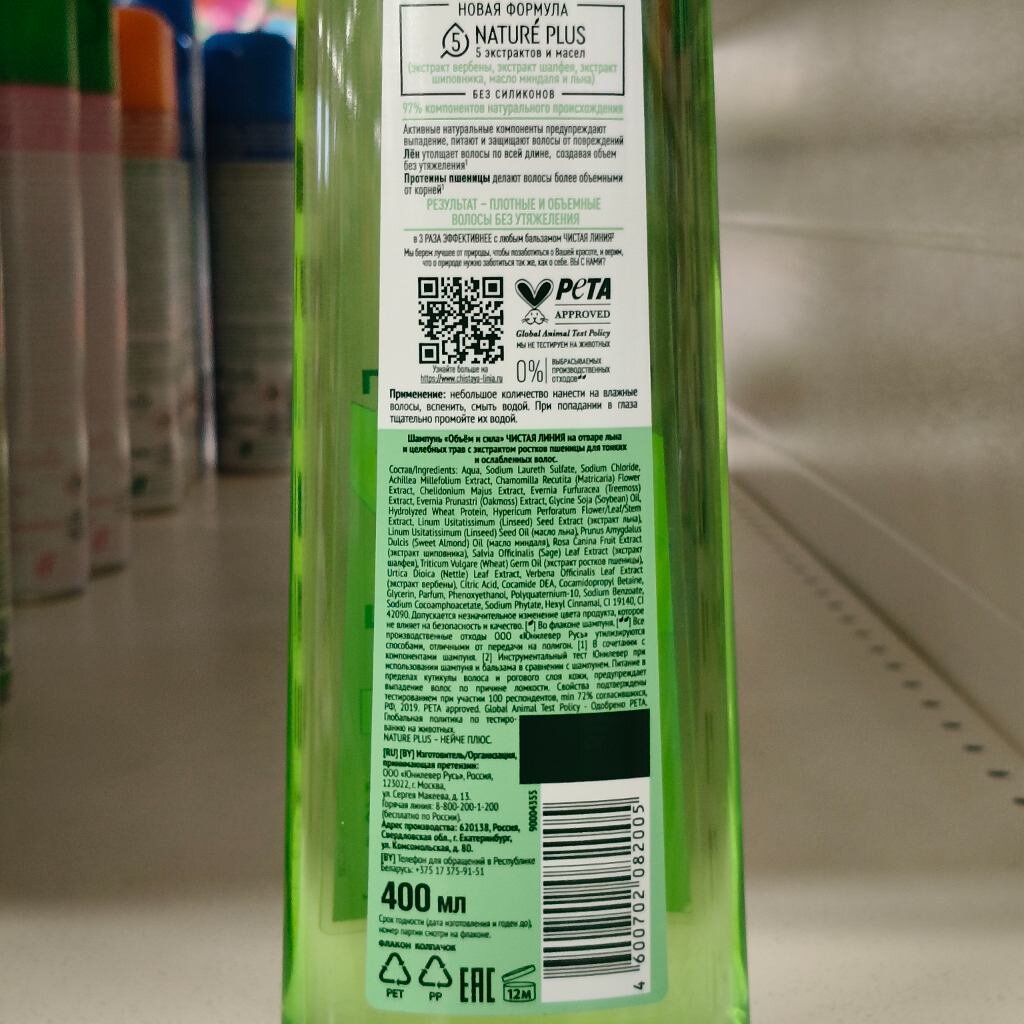 НОВАЯ ФОРМУЛА
5 NATURÉ PLUS
5 экстрактов и масел
(экстракт вербены, экстракт шалфея, экстракт
шиповника, масло миндаля и льна)
БЕЗ СИЛИКОНОВ
97% компонентов натурального происхождения
Активные натуральные компоненты предупреждают
выпадение, питают и защищают волосы от повреждений
Лён утолщает волосы по всей длине, создавая объем
без утяжеления¹
Протеины пшеницы делают волосы более объемными
от корней¹
РЕЗУЛЬТАТ – ПЛОТНЫЕ И ОБЪЕМНЫЕ
ВОЛОСЫ БЕЗ УТЯЖЕЛЕНИЯ
в 3 РАЗА ЭФФЕКТИВНЕЕ с любым бальзамом ЧИСТАЯ ЛИНИЯ²
Мы берем лучшее от природы, чтобы позаботиться о Вашей красоте, и верим,
что о природе нужно заботиться так же, как о себе. ВЫ С НАМИ?
PETA
APPROVED
Global Animal Test Policy
МЫ НЕ ТЕСТИРУЕМ НА ЖИВОТНЫХ
Узнайте больше на
https://www.chistaya-linia.ru
0% ВЫБРАСЫВАЕМЫХ
ПРОИЗВОДСТВЕННЫХ
ОТХОДОВ
Применение: небольшое количество нанести на влажные
волосы, вспенить, смыть водой. При попадании в глаза
тщательно промойте их водой.
Шампунь «Объём и сила» ЧИСТАЯ ЛИНИЯ на отваре льна
и целебных трав с экстрактом ростков пшеницы для тонких
и ослабленных волос.
Состав/Ingredients: Aqua, Sodium Laureth Sulfate, Sodium Chloride,
Achillea Millefolium Extract, Chamomilla Recutita (Matricaria) Flower
Extract, Chelidonium Majus Extract, Evernia Furfuracea (Treemoss)
Extract, Evernia Prunastri (Oakmoss) Extract, Glycine Soja (Soybean) Oil,
Hydrolyzed Wheat Protein, Hypericum Perforatum Flower/Leaf/Stem
Extract, Linum Usitatissimum (Linseed) Seed Extract (экстракт льна),
Linum Usitatissimum (Linseed) Seed Oil (масло льна), Prunus Amygdalus
Dulcis (Sweet Almond) Oil (масло миндаля), Rosa Canina Fruit Extract
(экстракт шиповника), Salvia Officinalis (Sage) Leaf Extract (экстракт
шалфея), Triticum Vulgare (Wheat) Germ Oil (экстракт ростков пшеницы),
Urtica Dioica (Nettle) Leaf Extract, Verbena Officinalis Leaf Extract
(экстракт вербены), Citric Acid, Cocamide DEA, Cocamidopropyl Betaine,
Glycerin, Parfum, Phenoxyethanol, Polyquaternium-10, Sodium Benzoate,
Sodium Cocoamphoacetate, Sodium Phytate, Hexyl Cinnamal, CI 19140, CI
42090. Допускается незначительное изменение цвета продукта, которое
не влияет на безопасность и качество. [*] Во флаконе шампуня. [**] Все
производственные отходы ООО «Юнилевер Русь» утилизируются
способами, отличными от передачи на полигон. [1] В сочетании с
компонентами шампуня. [2] Инструментальный тест Юнилевер при
использовании шампуня и бальзама в сравнении с шампунем. Питание в
пределах кутикулы волоса и рогового слоя кожи, предупреждает
выпадение волос по причине ломкости. Свойства подтверждены
тестированием при участии 100 респондентов, min 72% согласившихся,
РФ, 2019. PETA approved. Global Animal Test Policy - Одобрено PETA.
Глобальная политика по тестиро-
ванию на животных.
NATURE PLUS – НЕЙЧЕ ПЛЮС.
[RU] [BY] Изготовитель/Организация,
принимающая претензии:
ООО «Юнилевер Русь», Россия,
123022, г. Москва,
ул. Сергея Макеева, д. 13.
Горячая линия: 8-800-200-1-200
(бесплатно по России).
Адрес производства: 620138, Россия,
Свердловская обл., г. Екатеринбург,
ул. Комсомольская, д. 80.
[BY] Телефон для обращений в Республике
Беларусь: +375 17 375-91-51
90004355
400 мл
Срок годности (дата изготовления и годен до),
номер партии смотри на флаконе.
ФЛАКОН КОЛПАЧОК
PET PP EAC 12М
4 600702 082005